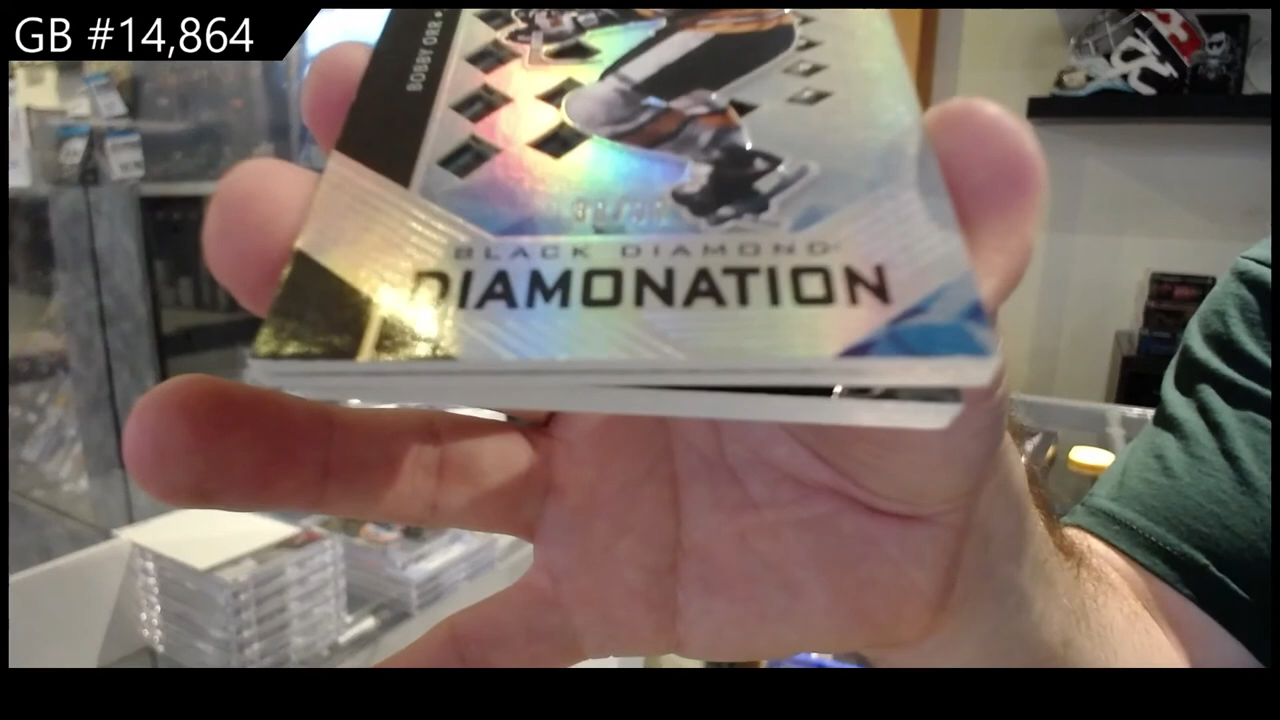 GB #14,864
BOBBY ORR •
BLACK DIAMOND
DIAMONATION